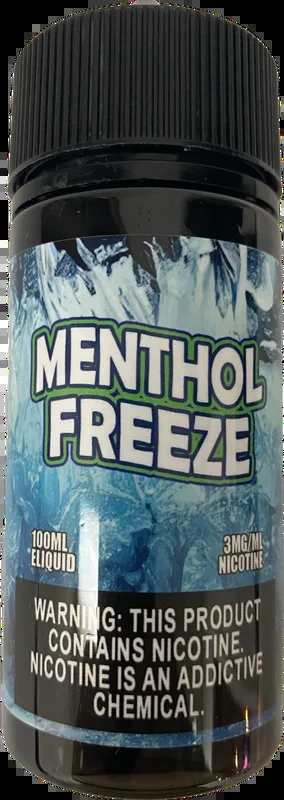 MENTHOL
FREEZE
100ML
ELIQUID
3MG/ML
NICOTINE
WARNING: THIS PRODUCT
CONTAINS NICOTINE.
NICOTINE IS AN ADDICTIVE
CHEMICAL.